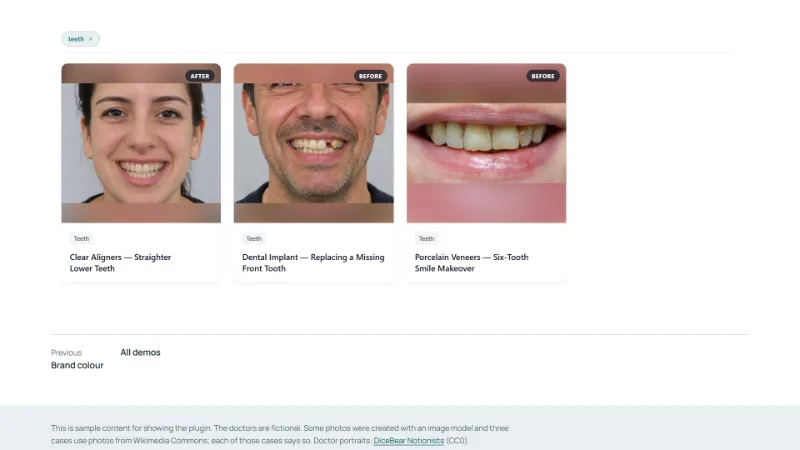 teeth ×
AFTER
BEFORE
BEFORE
Teeth
Clear Aligners — Straighter
Lower Teeth
Teeth
Dental Implant — Replacing a Missing
Front Tooth
Teeth
Porcelain Veneers — Six-Tooth
Smile Makeover
Previous
Brand colour
All demos
This is sample content for showing the plugin. The doctors are fictional. Some photos were created with an image model and three
cases use photos from Wikimedia Commons; each of those cases says so. Doctor portraits: DiceBear Notionists (CC0).